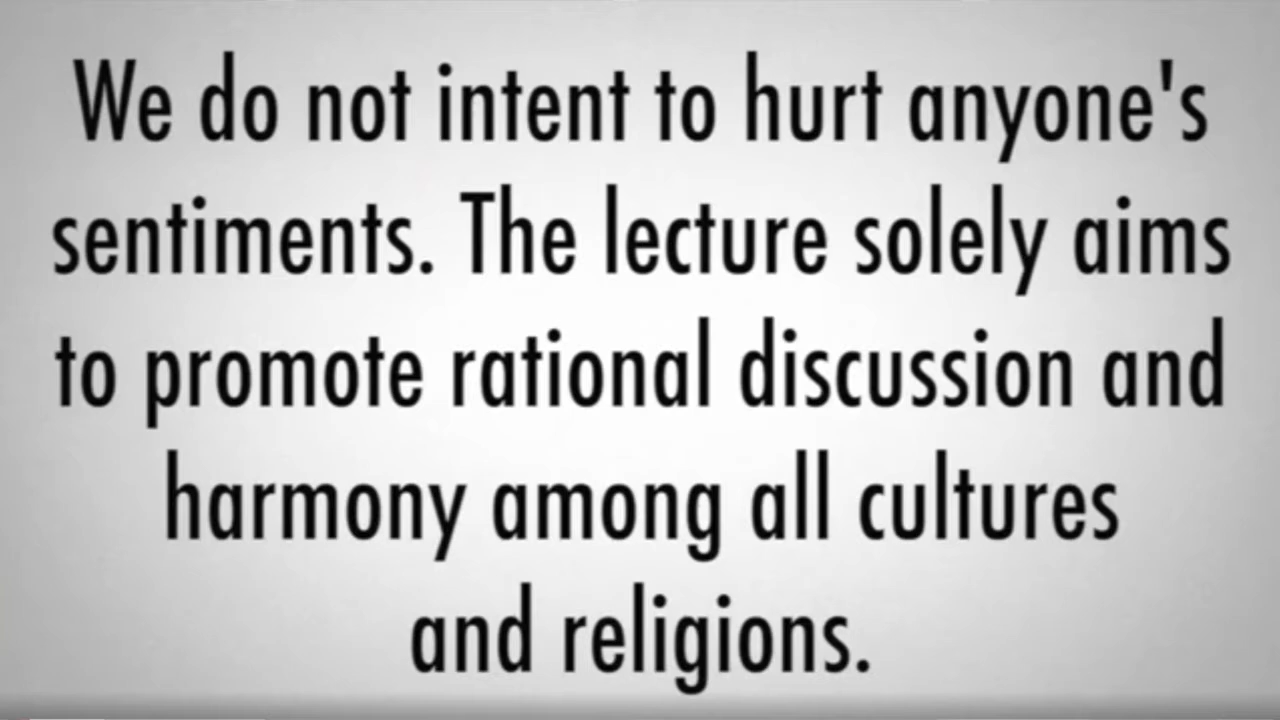 We do not intent to hurt anyone's
sentiments. The lecture solely aims
to promote rational discussion and
harmony among all cultures
and religions.